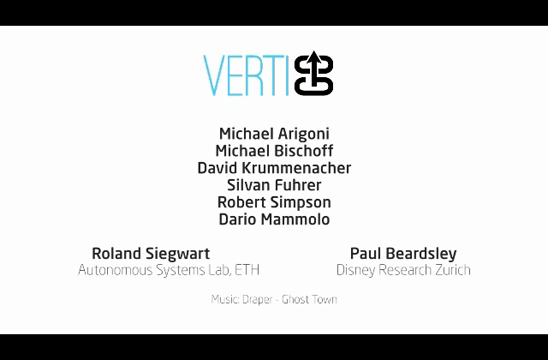 VERTI
Michael Arigoni
Michael Bischoff
David Krummenacher
Silvan Fuhrer
Robert Simpson
Dario Mammolo
Roland Siegwart
Autonomous Systems Lab, ETH
Paul Beardsley
Disney Research Zurich
Music: Draper - Ghost Town